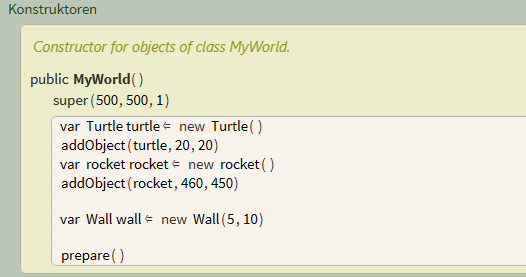 Konstruktoren
Constructor for objects of class MyWorld.
public MyWorld()
super(500, 500, 1)
var Turtle turtle ⇐ new Turtle()
addObject(turtle, 20, 20)
var rocket rocket ⇐ new rocket()
addObject(rocket, 460, 450)
var Wall wall ⇐ new Wall(5, 10)
prepare()